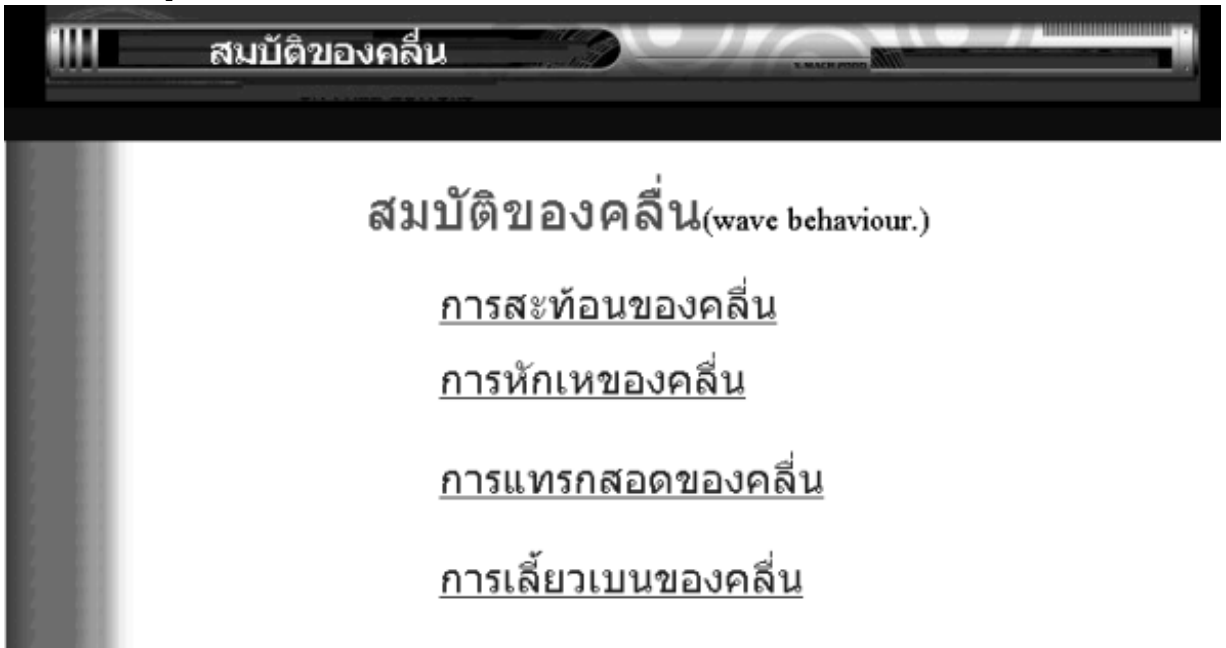 สมบัติของคลื่น
สมบัติของคลื่น(wave behaviour.)
การสะท้อนของคลื่น
การหักเหของคลื่น
การแทรกสอดของคลื่น
การเลี้ยวเบนของคลื่น